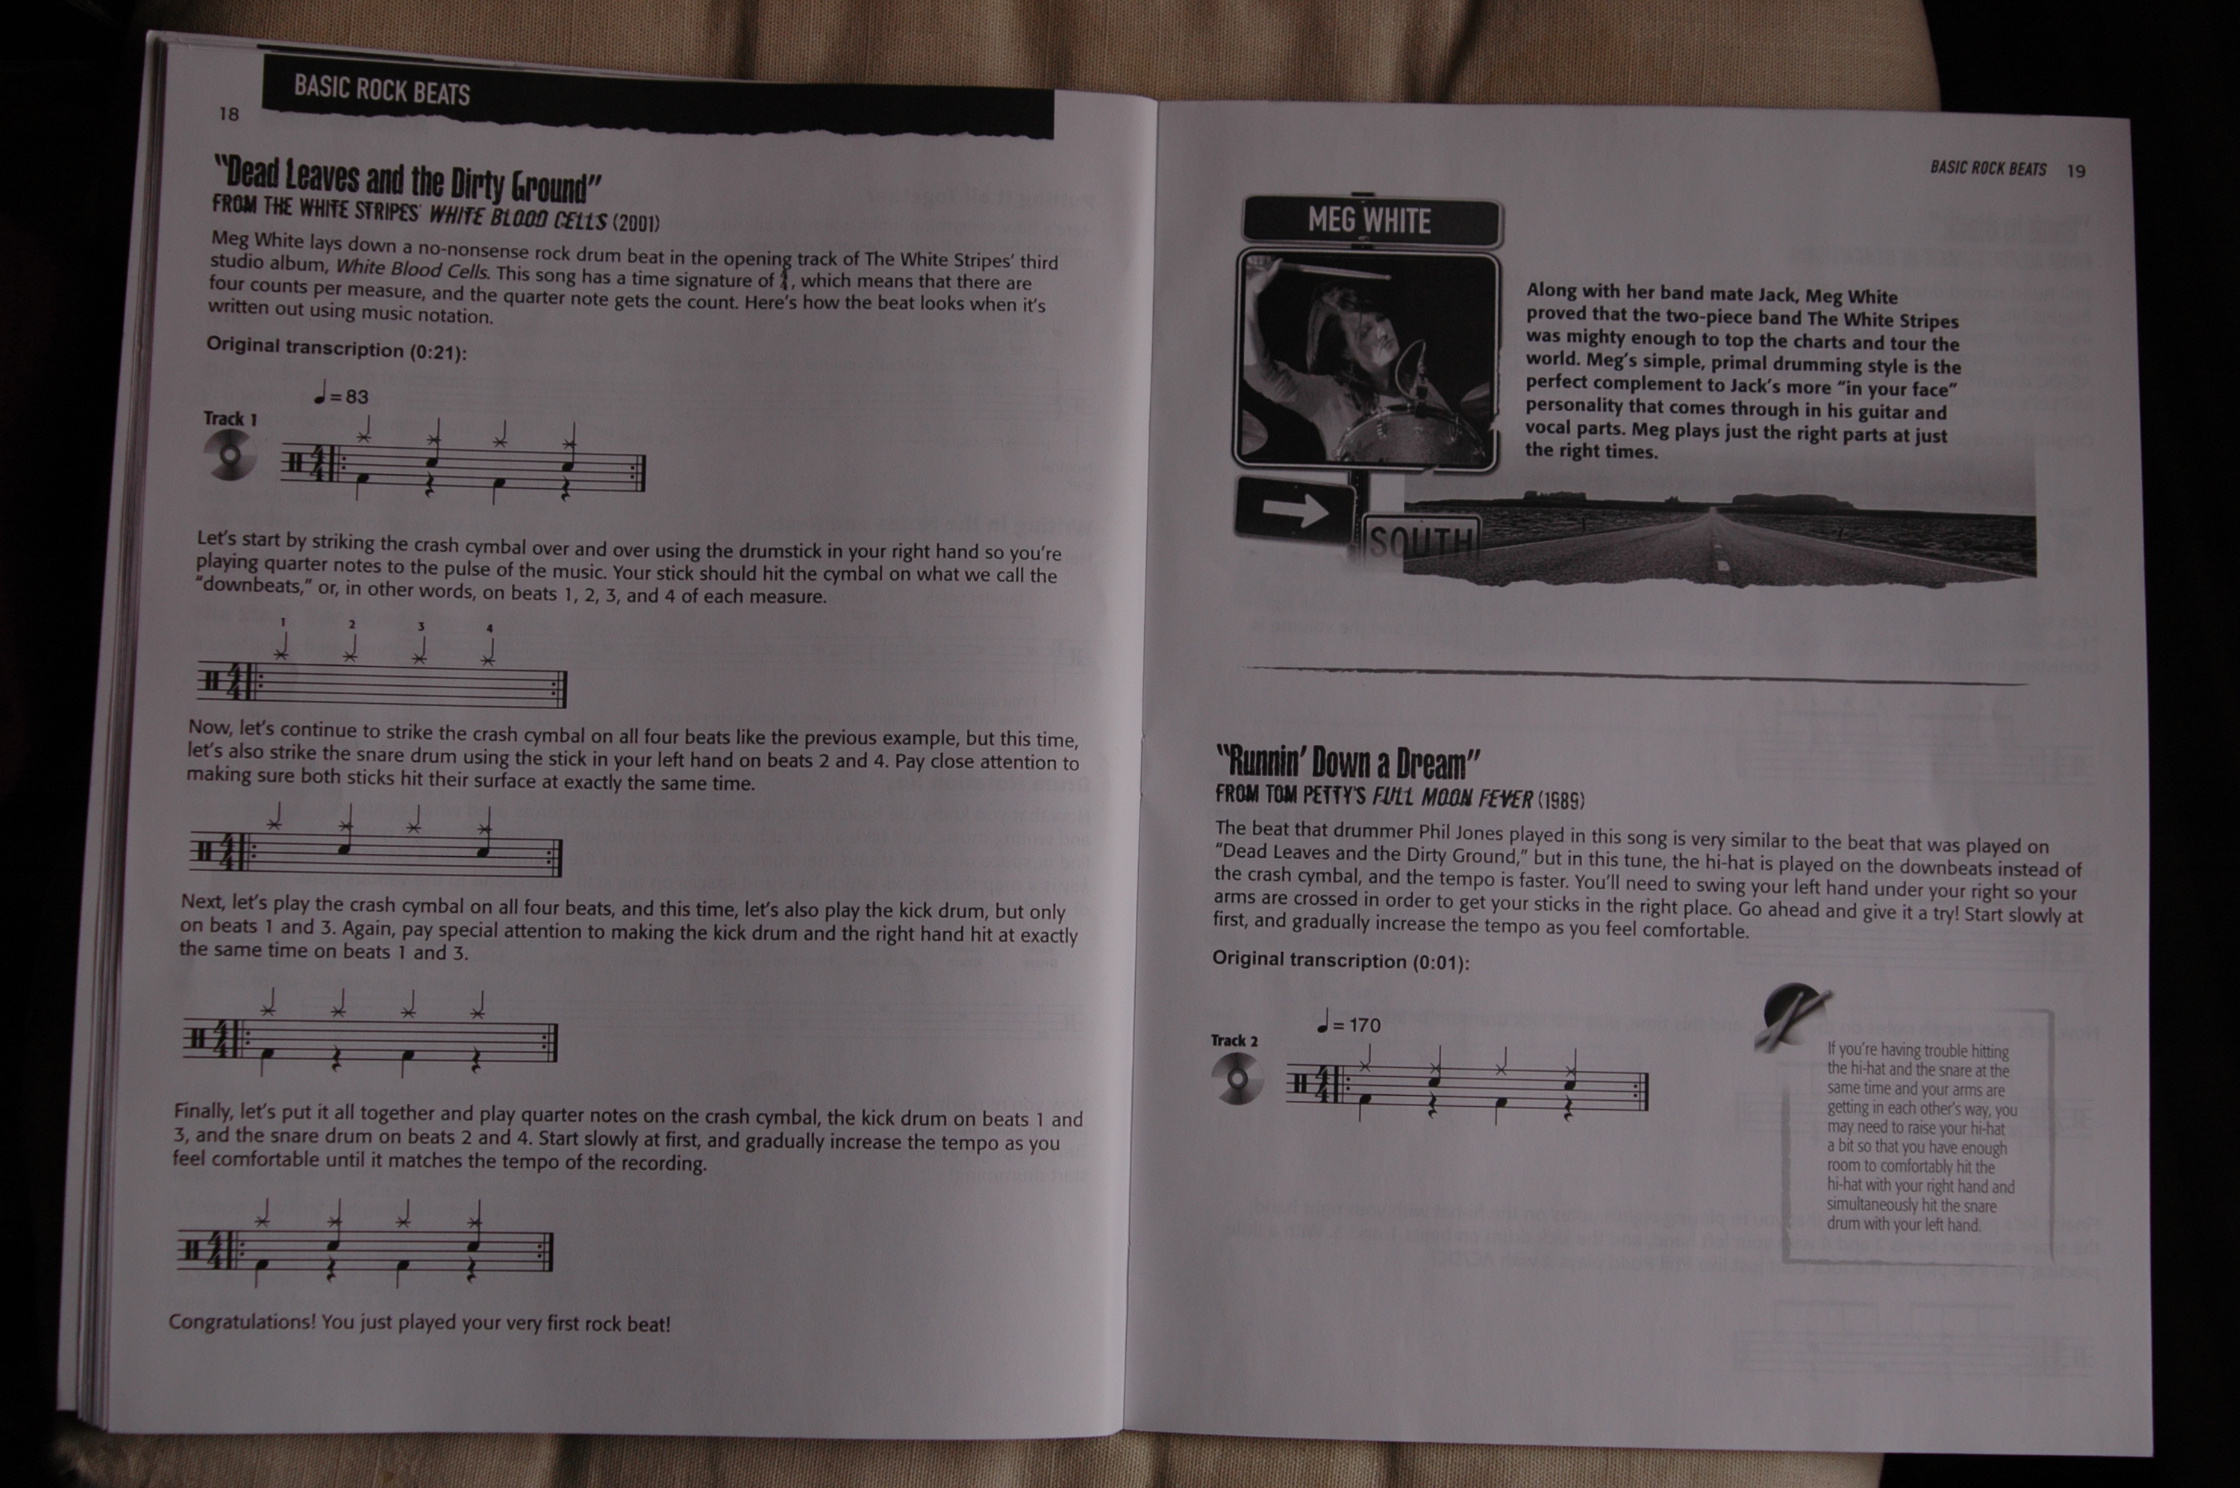 BASIC ROCK BEATS
18
"Dead Leaves and the Dirty Ground"
FROM THE WHITE STRIPES' WHITE BLOOD CELLS (2001)
Meg White lays down a no-nonsense rock drum beat in the opening track of The White Stripes' third
studio album, White Blood Cells. This song has a time signature of 4/4, which means that there are
four counts per measure, and the quarter note gets the count. Here's how the beat looks when it's
written out using music notation.
Original transcription (0:21):
♩= 83
Track 1
4/4
Let's start by striking the crash cymbal over and over using the drumstick in your right hand so you're
playing quarter notes to the pulse of the music. Your stick should hit the cymbal on what we call the
"downbeats," or, in other words, on beats 1, 2, 3, and 4 of each measure.
1 2 3 4
4/4
Now, let's continue to strike the crash cymbal on all four beats like the previous example, but this time,
let's also strike the snare drum using the stick in your left hand on beats 2 and 4. Pay close attention to
making sure both sticks hit their surface at exactly the same time.
4/4
Next, let's play the crash cymbal on all four beats, and this time, let's also play the kick drum, but only
on beats 1 and 3. Again, pay special attention to making the kick drum and the right hand hit at exactly
the same time on beats 1 and 3.
4/4
Finally, let's put it all together and play quarter notes on the crash cymbal, the kick drum on beats 1 and
3, and the snare drum on beats 2 and 4. Start slowly at first, and gradually increase the tempo as you
feel comfortable until it matches the tempo of the recording.
4/4
Congratulations! You just played your very first rock beat!
BASIC ROCK BEATS 19
MEG WHITE
Along with her band mate Jack, Meg White
proved that the two-piece band The White Stripes
was mighty enough to top the charts and tour the
world. Meg's simple, primal drumming style is the
perfect complement to Jack's more "in your face"
personality that comes through in his guitar and
vocal parts. Meg plays just the right parts at just
the right times.
SOUTH
"Runnin' Down a Dream"
FROM TOM PETTY'S FULL MOON FEVER (1989)
The beat that drummer Phil Jones played in this song is very similar to the beat that was played on
"Dead Leaves and the Dirty Ground," but in this tune, the hi-hat is played on the downbeats instead of
the crash cymbal, and the tempo is faster. You'll need to swing your left hand under your right so your
arms are crossed in order to get your sticks in the right place. Go ahead and give it a try! Start slowly at
first, and gradually increase the tempo as you feel comfortable.
Original transcription (0:01):
♩= 170
Track 2
4/4
If you're having trouble hitting
the hi-hat and the snare at the
same time and your arms are
getting in each other's way, you
may need to raise your hi-hat
a bit so that you have enough
room to comfortably hit the
hi-hat with your right hand and
simultaneously hit the snare
drum with your left hand.